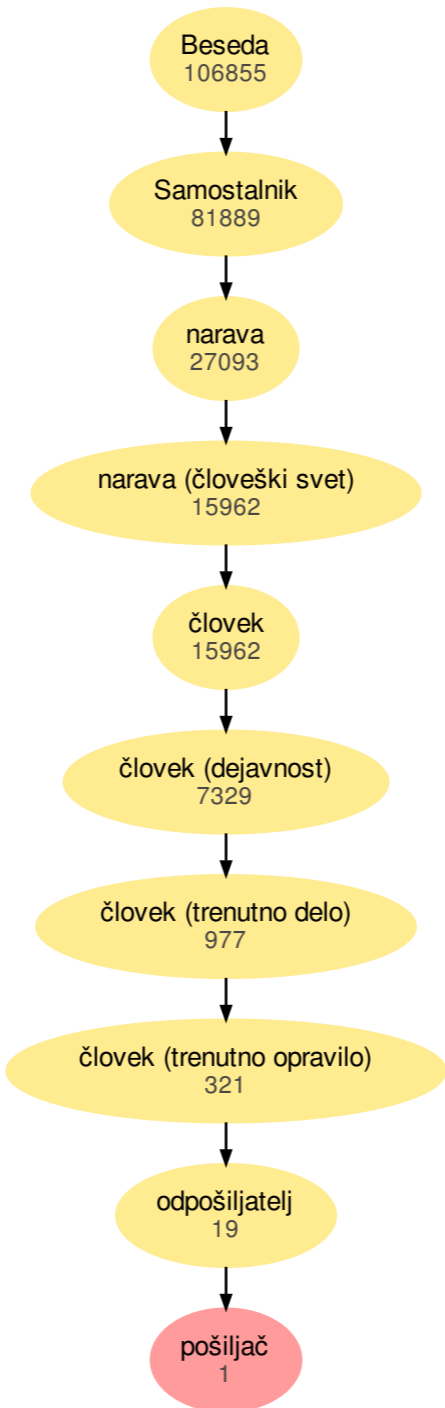 Beseda
106855
Samostalnik
81889
narava
27093
narava (človeški svet)
15962
človek
15962
človek (dejavnost)
7329
človek (trenutno delo)
977
človek (trenutno opravilo)
321
odpošiljatelj
19
pošiljač
1